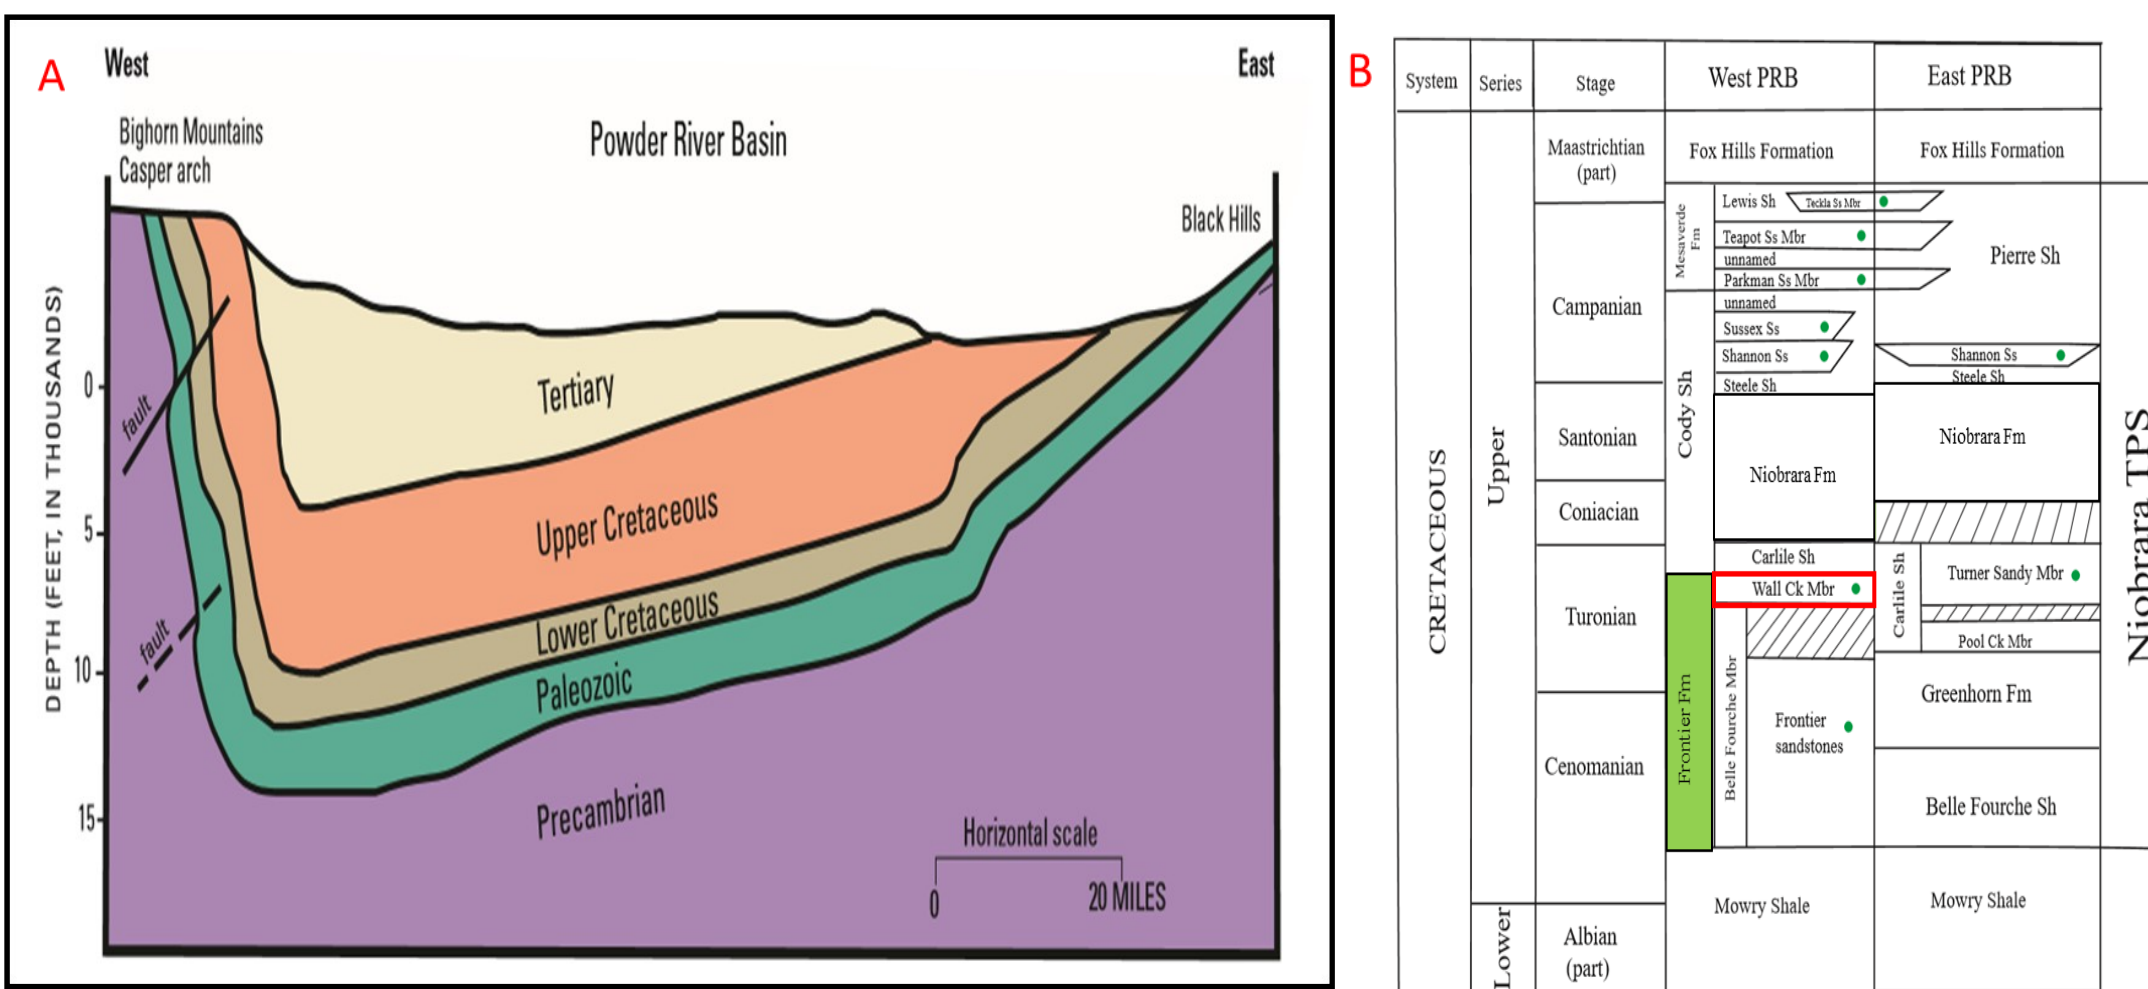 A
West
East
Bighorn Mountains
Casper arch
Powder River Basin
Black Hills
DEPTH (FEET, IN THOUSANDS)
0
5
10
15
fault
fault
Tertiary
Upper Cretaceous
Lower Cretaceous
Paleozoic
Precambrian
Horizontal scale
0
20 MILES
B
System
Series
Stage
West PRB
East PRB
CRETACEOUS
Upper
Lower
Maastrichtian
(part)
Campanian
Santonian
Coniacian
Turonian
Cenomanian
Albian
(part)
Fox Hills Formation
Fox Hills Formation
Mesaverde
Fm
Lewis Sh
Teckla Ss Mbr
Teapot Ss Mbr
unnamed
Parkman Ss Mbr
unnamed
Sussex Ss
Shannon Ss
Steele Sh
Cody Sh
Niobrara Fm
Carlile Sh
Wall Ck Mbr
Frontier Fm
Belle Fourche Mbr
Frontier
sandstones
Mowry Shale
Pierre Sh
Shannon Ss
Steele Sh
Niobrara Fm
Carlile Sh
Turner Sandy Mbr
Pool Ck Mbr
Greenhorn Fm
Belle Fourche Sh
Mowry Shale
Niobrara TPS